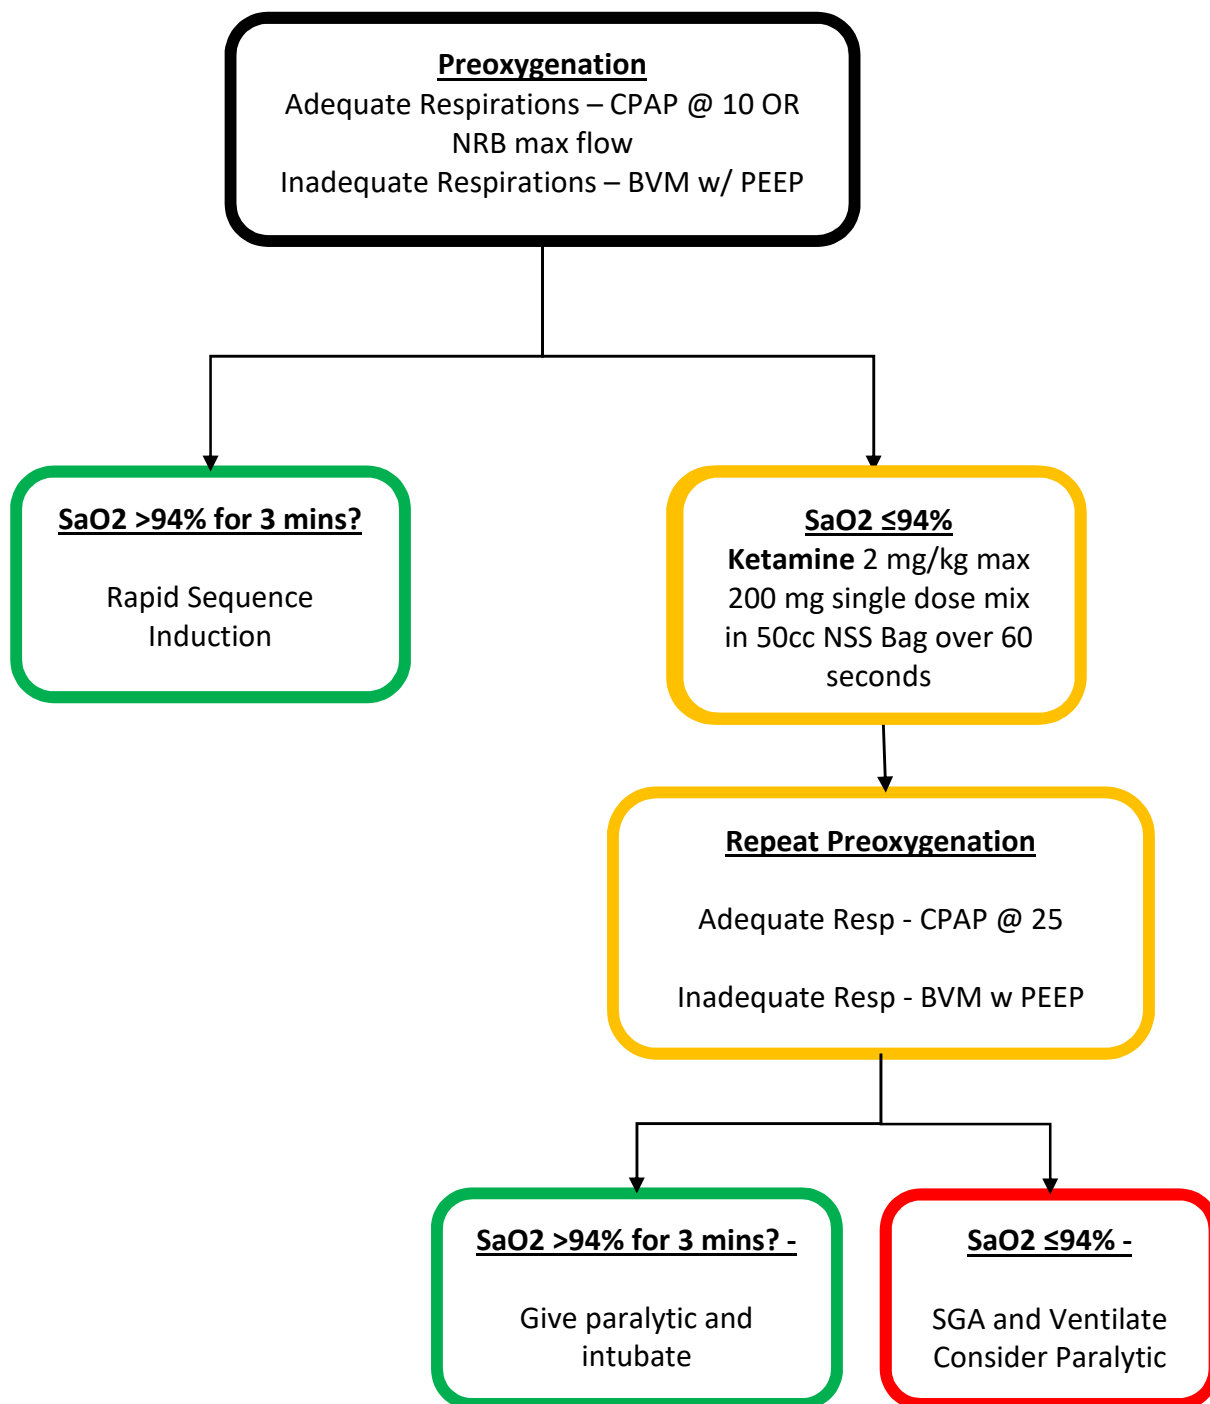 Preoxygenation
Adequate Respirations – CPAP @ 10 OR
NRB max flow
Inadequate Respirations – BVM w/ PEEP
SaO2 >94% for 3 mins?
Rapid Sequence
Induction
SaO2 ≤94%
Ketamine 2 mg/kg max
200 mg single dose mix
in 50cc NSS Bag over 60
seconds
Repeat Preoxygenation
Adequate Resp - CPAP @ 25
Inadequate Resp - BVM w PEEP
SaO2 >94% for 3 mins? -
Give paralytic and
intubate
SaO2 ≤94% -
SGA and Ventilate
Consider Paralytic